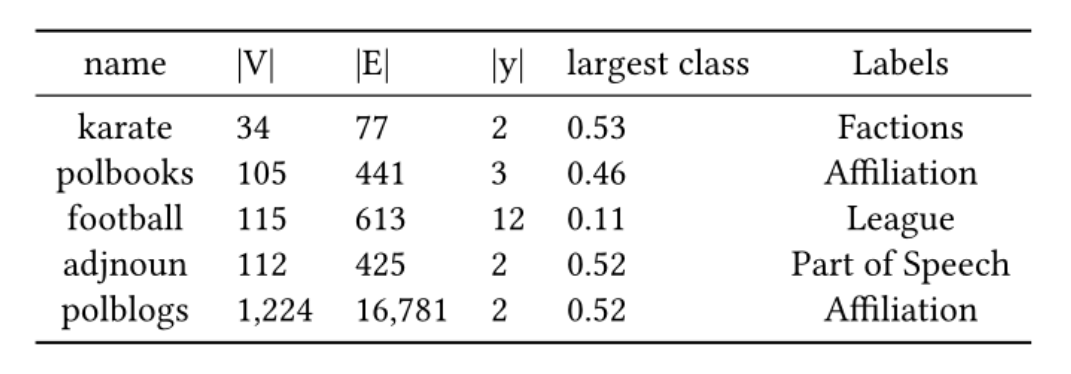 name |V| |E| |y| largest class Labels
karate 34 77 2 0.53 Factions
polbooks 105 441 3 0.46 Affiliation
football 115 613 12 0.11 League
adjnoun 112 425 2 0.52 Part of Speech
polblogs 1,224 16,781 2 0.52 Affiliation